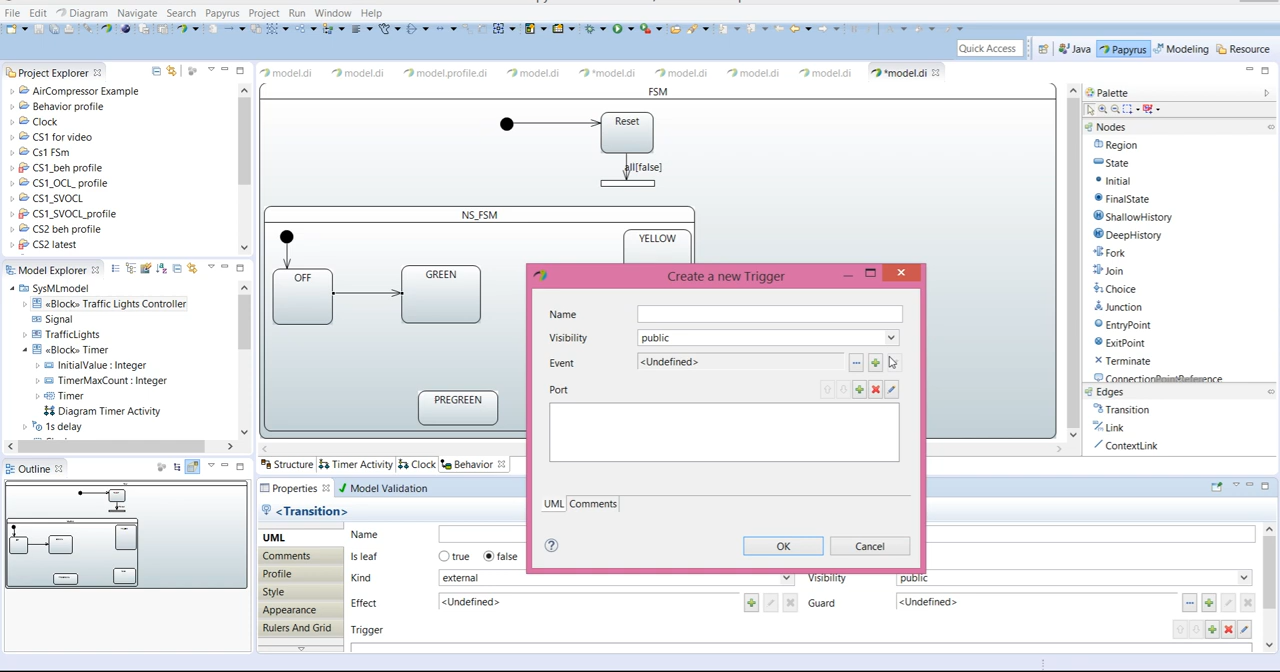 File Edit Diagram Navigate Search Papyrus Project Run Window Help
Quick Access Java Papyrus Modeling Resource
Project Explorer
AirCompressor Example
Behavior profile
Clock
CS1 for video
Cs1 FSm
CS1_beh profile
CS1_OCL_ profile
CS1_SVOCL
CS1_SVOCL_profile
CS2 beh profile
CS2 latest
model.di model.di model.profile.di model.di *model.di model.di model.di model.di *model.di
FSM
Reset
all[false]
NS_FSM
YELLOW
OFF
GREEN
PREGREEN
Palette
Nodes
Region
State
Initial
FinalState
ShallowHistory
DeepHistory
Fork
Join
Choice
Junction
EntryPoint
ExitPoint
Terminate
ConnectionPointReference
Edges
Transition
Link
ContextLink
Model Explorer
SysMLmodel
«Block» Traffic Lights Controller
Signal
TrafficLights
«Block» Timer
InitialValue : Integer
TimerMaxCount : Integer
Timer
Diagram Timer Activity
1s delay
Create a new Trigger
Name
Visibility public
Event <Undefined>
Port
UML Comments
OK Cancel
Structure Timer Activity Clock Behavior
Outline
Properties Model Validation
<Transition>
UML
Comments
Profile
Style
Appearance
Rulers And Grid
Name
Is leaf true false
Kind external Visibility public
Effect <Undefined> Guard <Undefined>
Trigger